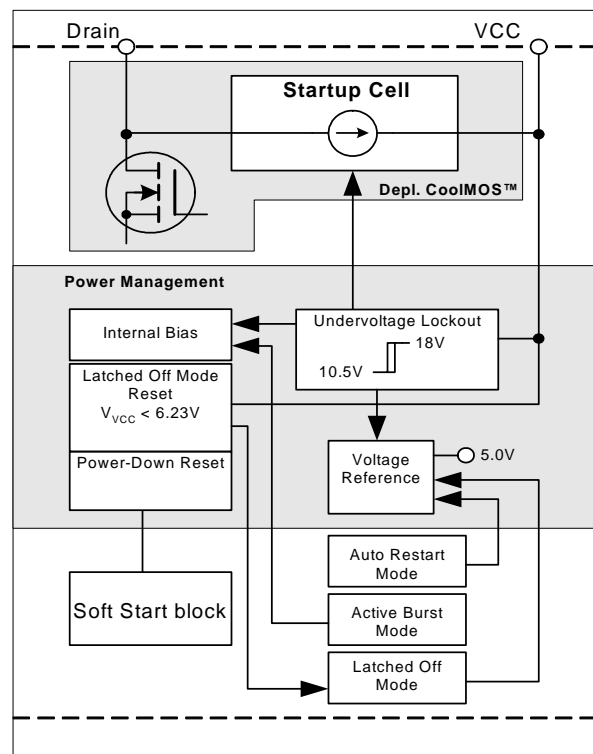 Drain
VCC
Startup Cell
Depl. CoolMOS™
Power Management
Internal Bias
Undervoltage Lockout
18V
10.5V
Latched Off Mode
Reset
V_VCC < 6.23V
Power-Down Reset
Voltage
Reference
5.0V
Auto Restart
Mode
Soft Start block
Active Burst
Mode
Latched Off
Mode